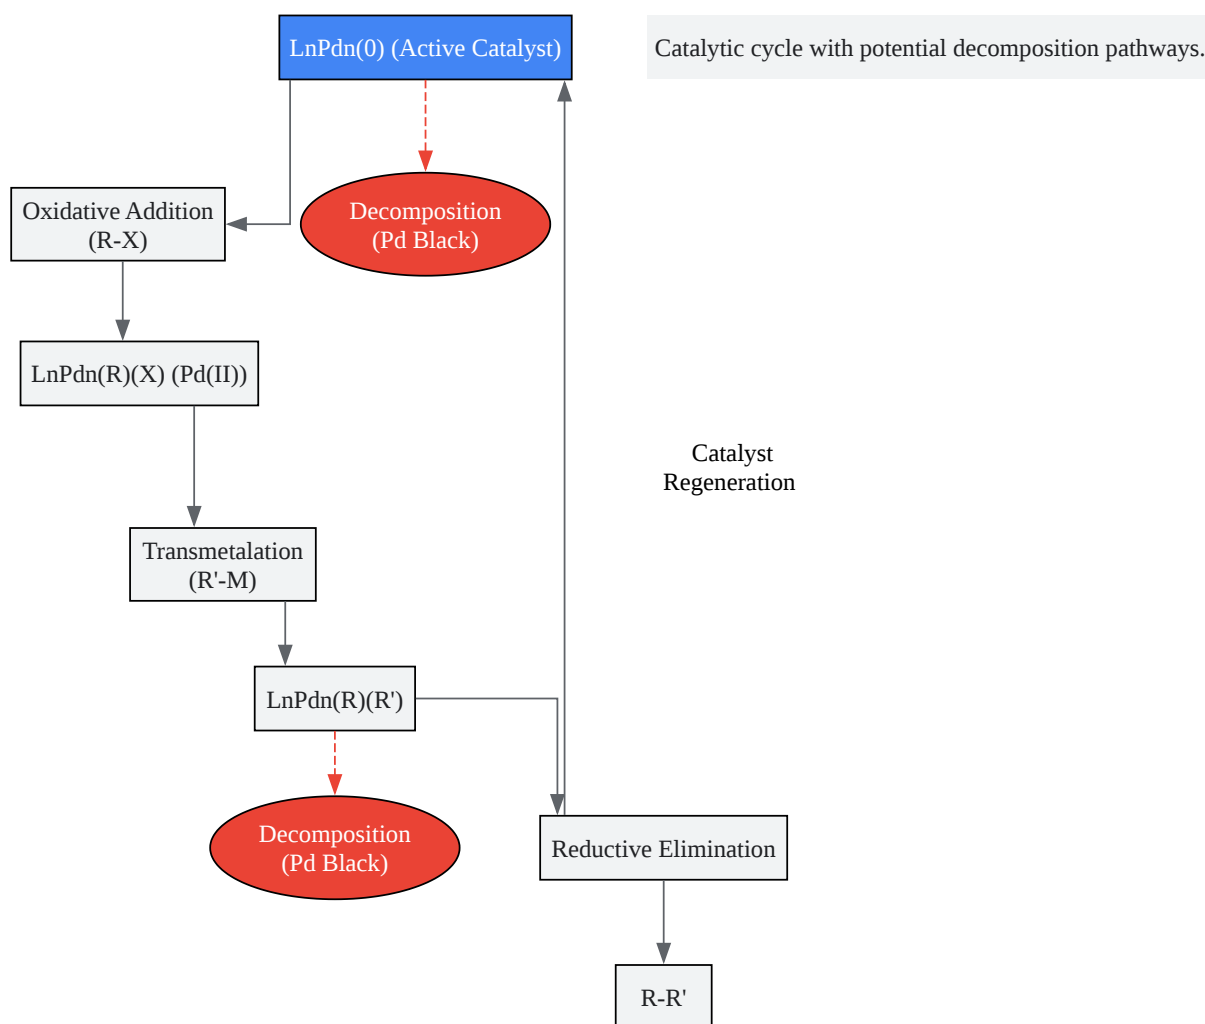 LnPdn(0) (Active Catalyst)
Catalytic cycle with potential decomposition pathways.
Oxidative Addition
(R-X)
Decomposition
(Pd Black)
LnPdn(R)(X) (Pd(II))
Catalyst
Regeneration
Transmetalation
(R'-M)
LnPdn(R)(R')
Decomposition
(Pd Black)
Reductive Elimination
R-R'